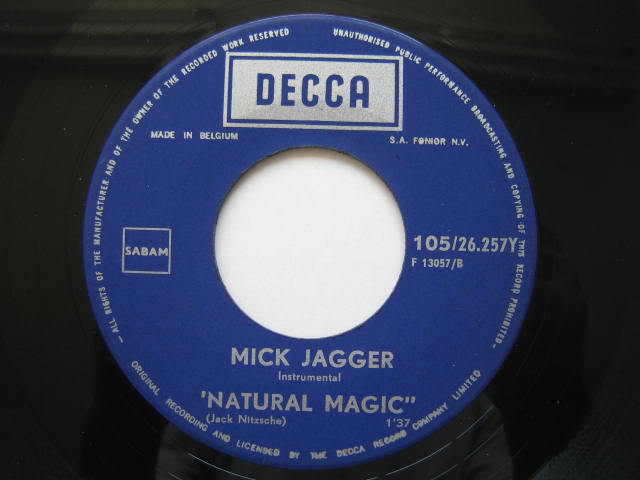 —ALL RIGHTS OF THE MANUFACTURER AND OF THE OWNER OF THE RECORDED WORK RESERVED
UNAUTHORISED PUBLIC PERFORMANCE BROADCASTING AND COPYING OF THIS RECORD PROHIBITED—
DECCA
MADE IN BELGIUM
S.A. FONIOR N.V.
SABAM
105/26.257Y
F 13057/B
MICK JAGGER
Instrumental
'NATURAL MAGIC"
(Jack Nitzsche) 1'37
ORIGINAL RECORDING AND LICENSED BY THE DECCA RECORD COMPANY LIMITED